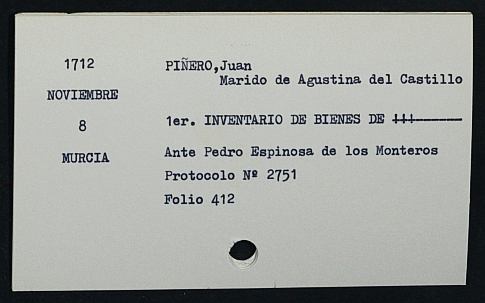 1712
NOVIEMBRE
8
MURCIA
PIÑERO,Juan
Marido de Agustina del Castillo
1er. INVENTARIO DE BIENES DE +++------
Ante Pedro Espinosa de los Monteros
Protocolo Nº 2751
Folio 412